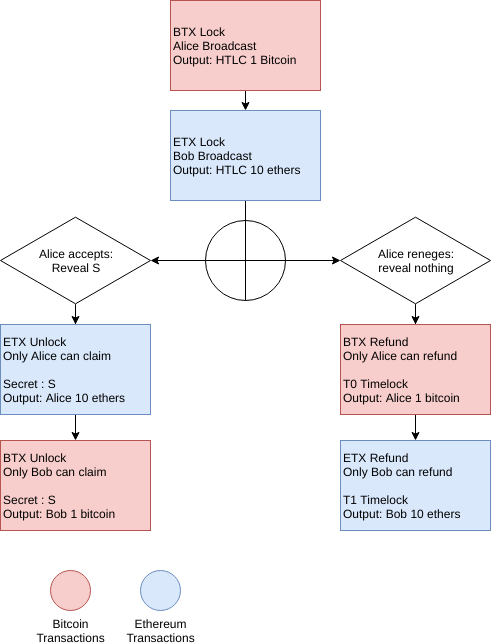 BTX Lock
Alice Broadcast
Output: HTLC 1 Bitcoin
ETX Lock
Bob Broadcast
Output: HTLC 10 ethers
Alice accepts:
Reveal S
Alice reneges:
reveal nothing
ETX Unlock
Only Alice can claim
Secret : S
Output: Alice 10 ethers
BTX Refund
Only Alice can refund
T0 Timelock
Output: Alice 1 bitcoin
BTX Unlock
Only Bob can claim
Secret : S
Output: Bob 1 bitcoin
ETX Refund
Only Bob can refund
T1 Timelock
Output: Bob 10 ethers
Bitcoin
Transactions
Ethereum
Transactions